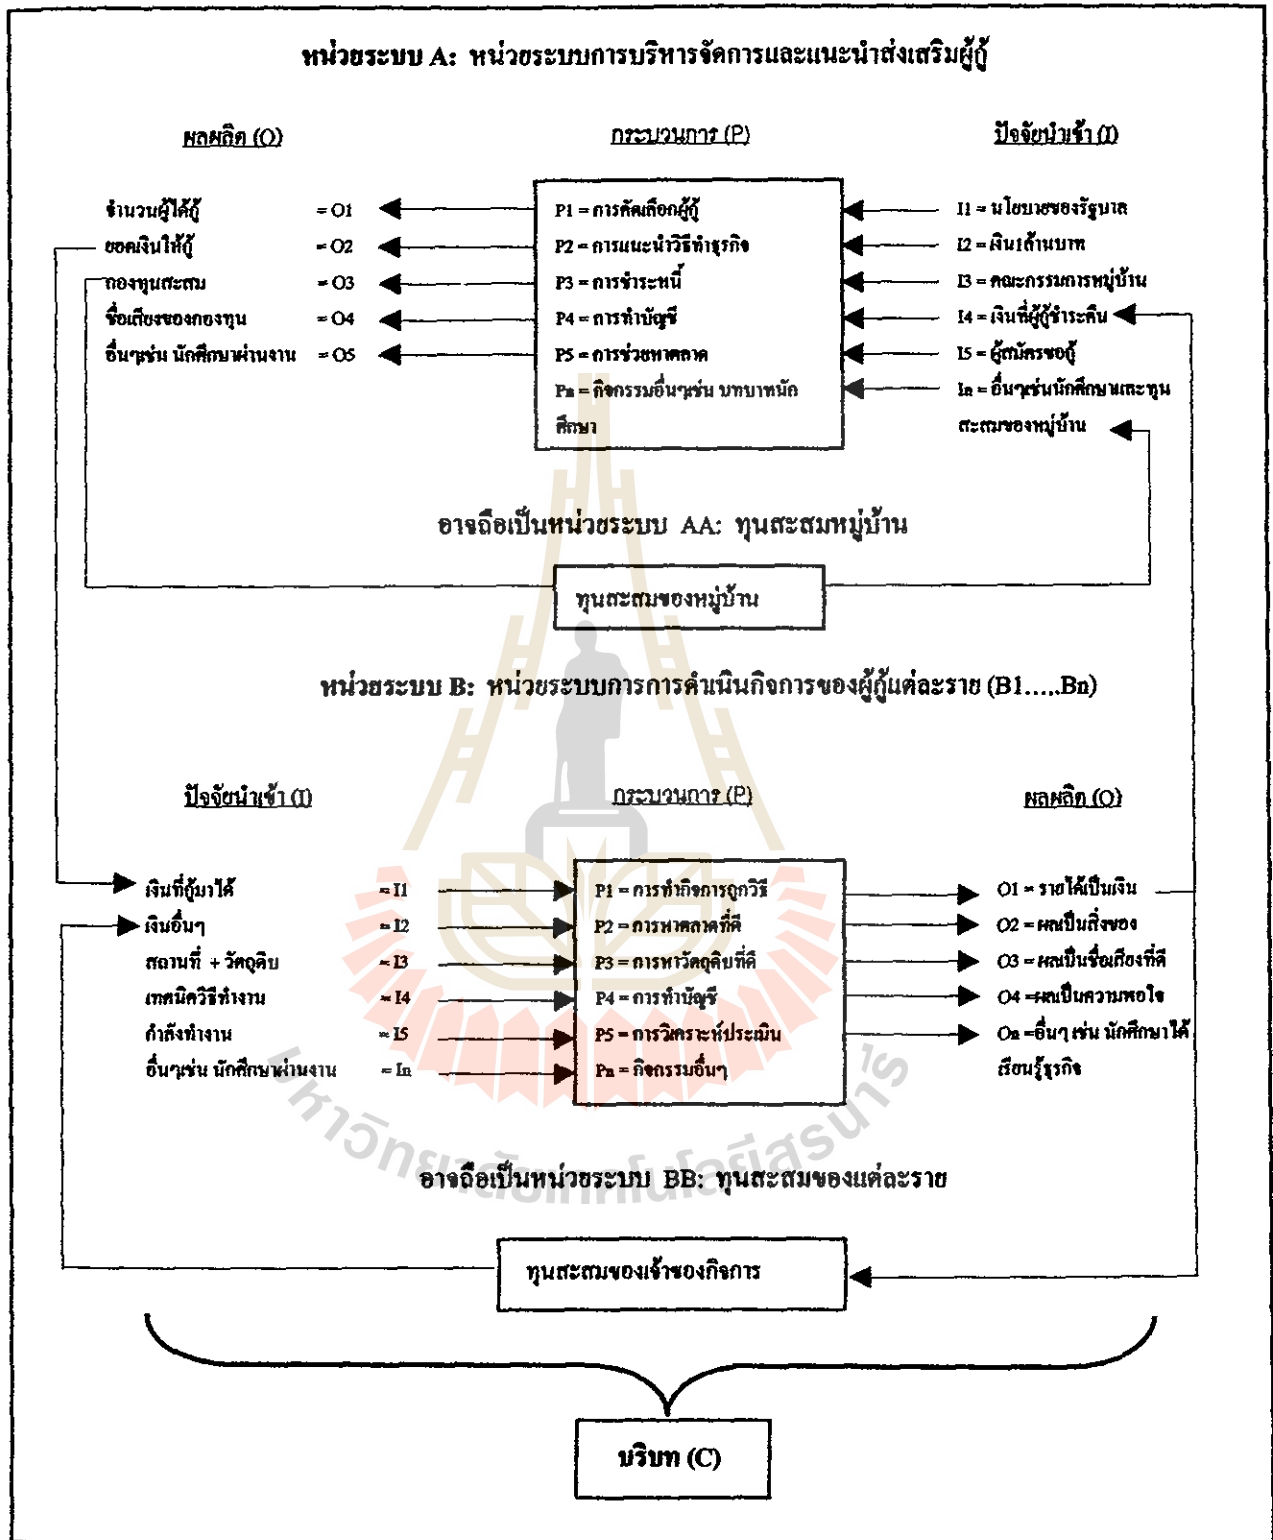 หน่วยระบบ A: หน่วยระบบการบริหารจัดการและแนะนำส่งเสริมผู้กู้
ผลผลิต (O) กระบวนการ (P) ปัจจัยนำเข้า (I)
จำนวนผู้ได้กู้ = O1 P1 = การคัดเลือกผู้กู้ I1 = นโยบายของรัฐบาล
ยอดเงินให้กู้ = O2 P2 = การแนะนำวิธีทำธุรกิจ I2 = เงิน1ล้านบาท
กองทุนสะสม = O3 P3 = การชำระหนี้ I3 = คณะกรรมการหมู่บ้าน
ชื่อเสียงของกองทุน = O4 P4 = การทำบัญชี I4 = เงินที่ผู้กู้ชำระคืน
อื่นๆเช่น นักศึกษาผ่านงาน = O5 P5 = การช่วยหาตลาด I5 = ผู้สมัครขอกู้
Pn = กิจกรรมอื่นๆเช่น บทบาทนัก In = อื่นๆเช่นนักศึกษาและทุน
ศึกษา สะสมของหมู่บ้าน
อาจถือเป็นหน่วยระบบ AA: ทุนสะสมหมู่บ้าน
ทุนสะสมของหมู่บ้าน
หน่วยระบบ B: หน่วยระบบการการดำเนินกิจการของผู้กู้แต่ละราย (B1....,Bn)
ปัจจัยนำเข้า (I) กระบวนการ (P) ผลผลิต (O)
เงินที่กู้มาได้ = I1 P1 = การทำกิจการถูกวิธี O1 = รายได้เป็นเงิน
เงินอื่นๆ = I2 P2 = การหาตลาดที่ดี O2 = ผลเป็นสิ่งของ
สถานที่ + วัตถุดิบ = I3 P3 = การหาวัตถุดิบที่ดี O3 = ผลเป็นชื่อเสียงที่ดี
เทคนิควิธีทำงาน = I4 P4 = การทำบัญชี O4 =ผลเป็นความพอใจ
กำลังทำงาน = I5 P5 = การวิเคราะห์ประเมิน On =อื่นๆ เช่น นักศึกษาได้
อื่นๆเช่น นักศึกษาผ่านงาน = In Pn = กิจกรรมอื่นๆ เรียนรู้ธุรกิจ
มหาวิทยาลัยเทคโนโลยีสุรนารี
อาจถือเป็นหน่วยระบบ BB: ทุนสะสมของแต่ละราย
ทุนสะสมของเจ้าของกิจการ
บริบท (C)